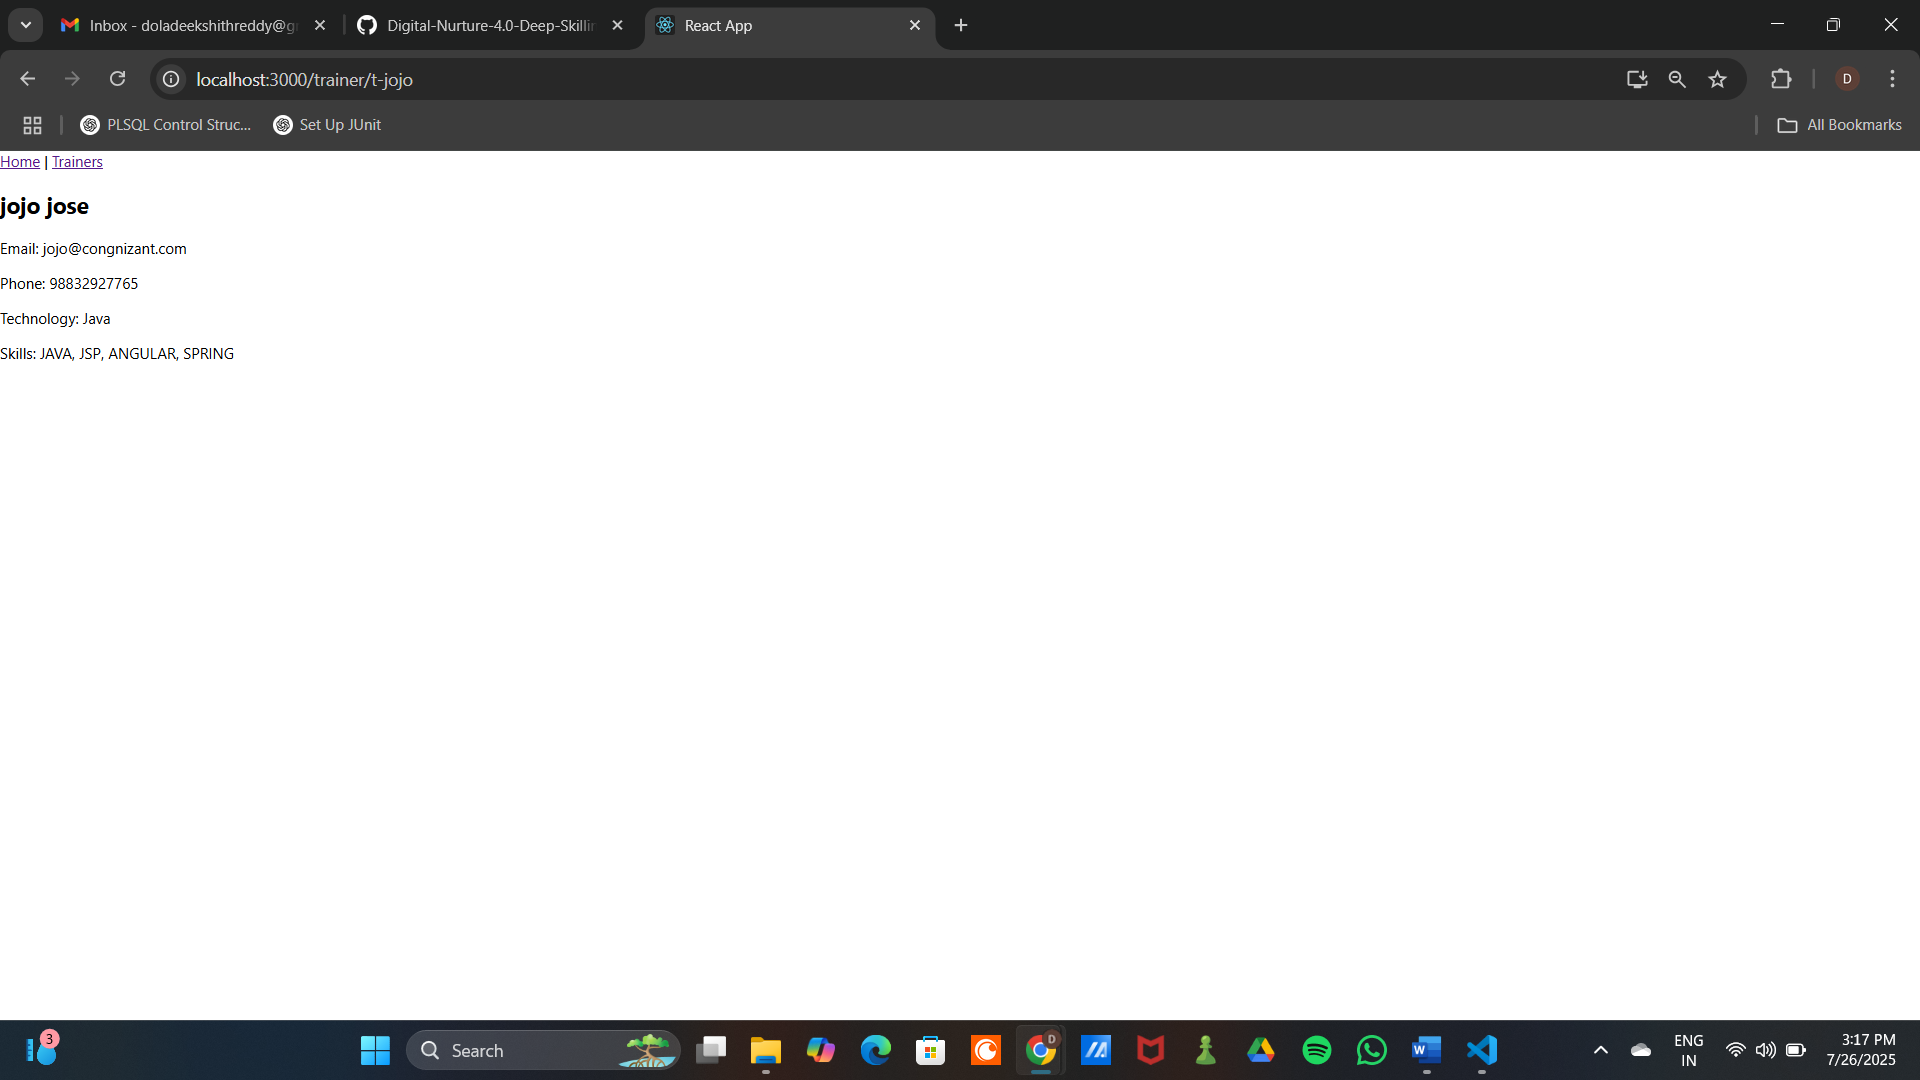 Inbox - doladeekshithreddy@g
Digital-Nurture-4.0-Deep-Skillin
React App
localhost:3000/trainer/t-jojo
D
PLSQL Control Struc...
Set Up JUnit
All Bookmarks
Home | Trainers
jojo jose
Email: jojo@congnizant.com
Phone: 98832927765
Technology: Java
Skills: JAVA, JSP, ANGULAR, SPRING
3
Search
D
ENG
IN
3:17 PM
7/26/2025